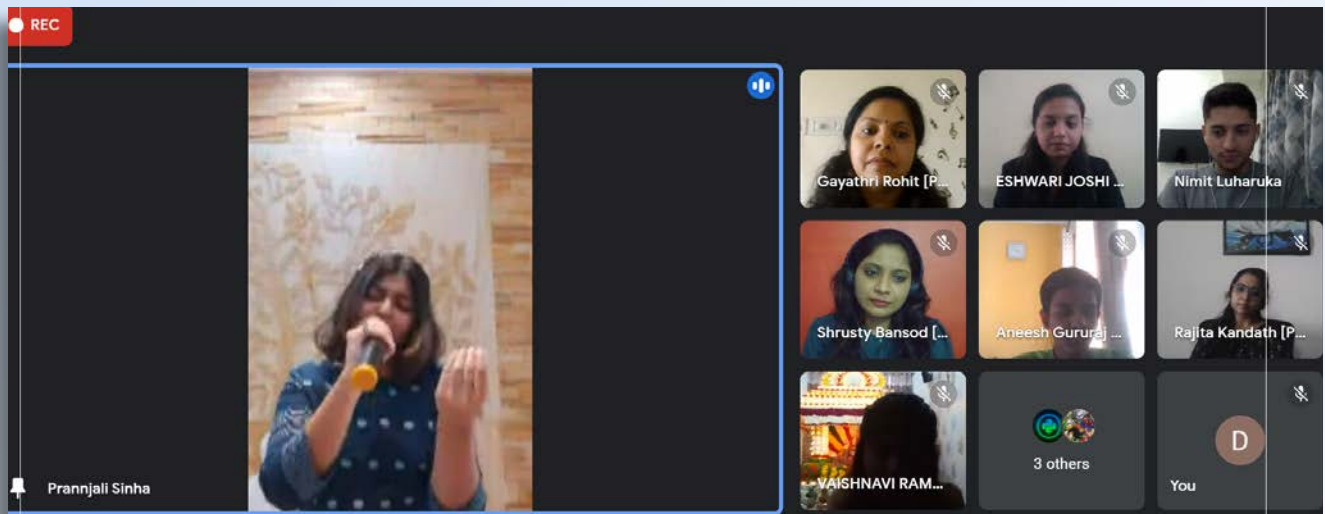 REC
Prannjali Sinha
Gayathri Rohit [P...
ESHWARI JOSHI ...
Nimit Luharuka
Shrusty Bansod [...
Aneesh Gururaj ...
Rajita Kandath [P...
VAISHNAVI RAM...
3 others
D
You